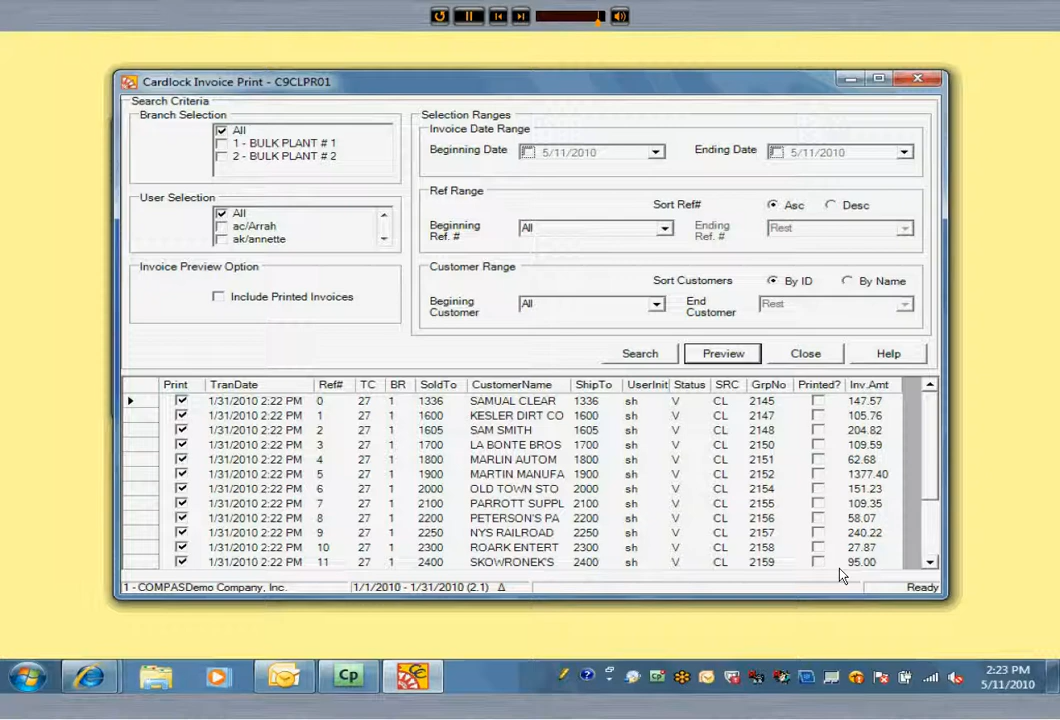 Cardlock Invoice Print - C9CLPR01
Search Criteria
Branch Selection
All
1 - BULK PLANT # 1
2 - BULK PLANT # 2
User Selection
All
ac/Arrah
ak/annette
Invoice Preview Option
Include Printed Invoices
Selection Ranges
Invoice Date Range
Beginning Date 5/11/2010 Ending Date 5/11/2010
Ref Range
Sort Ref# Asc Desc
Beginning Ref. # All Ending Ref. # Rest
Customer Range
Sort Customers By ID By Name
Begining Customer All End Customer Rest
Search Preview Close Help
Print TranDate Ref# TC BR SoldTo CustomerName ShipTo UserInit Status SRC GrpNo Printed? Inv.Amt
1/31/2010 2:22 PM 0 27 1 1336 SAMUAL CLEAR 1336 sh V CL 2145 147.57
1/31/2010 2:22 PM 1 27 1 1600 KESLER DIRT CO 1600 sh V CL 2147 105.76
1/31/2010 2:22 PM 2 27 1 1605 SAM SMITH 1605 sh V CL 2148 204.82
1/31/2010 2:22 PM 3 27 1 1700 LA BONTE BROS 1700 sh V CL 2150 109.59
1/31/2010 2:22 PM 4 27 1 1800 MARLIN AUTOM 1800 sh V CL 2151 62.68
1/31/2010 2:22 PM 5 27 1 1900 MARTIN MANUFA 1900 sh V CL 2152 1377.40
1/31/2010 2:22 PM 6 27 1 2000 OLD TOWN STO 2000 sh V CL 2154 151.23
1/31/2010 2:22 PM 7 27 1 2100 PARROTT SUPPL 2100 sh V CL 2155 109.35
1/31/2010 2:22 PM 8 27 1 2200 PETERSON'S PA 2200 sh V CL 2156 58.07
1/31/2010 2:22 PM 9 27 1 2250 NYS RAILROAD 2250 sh V CL 2157 240.22
1/31/2010 2:22 PM 10 27 1 2300 ROARK ENTERT 2300 sh V CL 2158 27.87
1/31/2010 2:22 PM 11 27 1 2400 SKOWRONEK'S 2400 sh V CL 2159 95.00
1 - COMPASDemo Company, Inc. 1/1/2010 - 1/31/2010 (2.1) Δ Ready
Cp
2:23 PM
5/11/2010